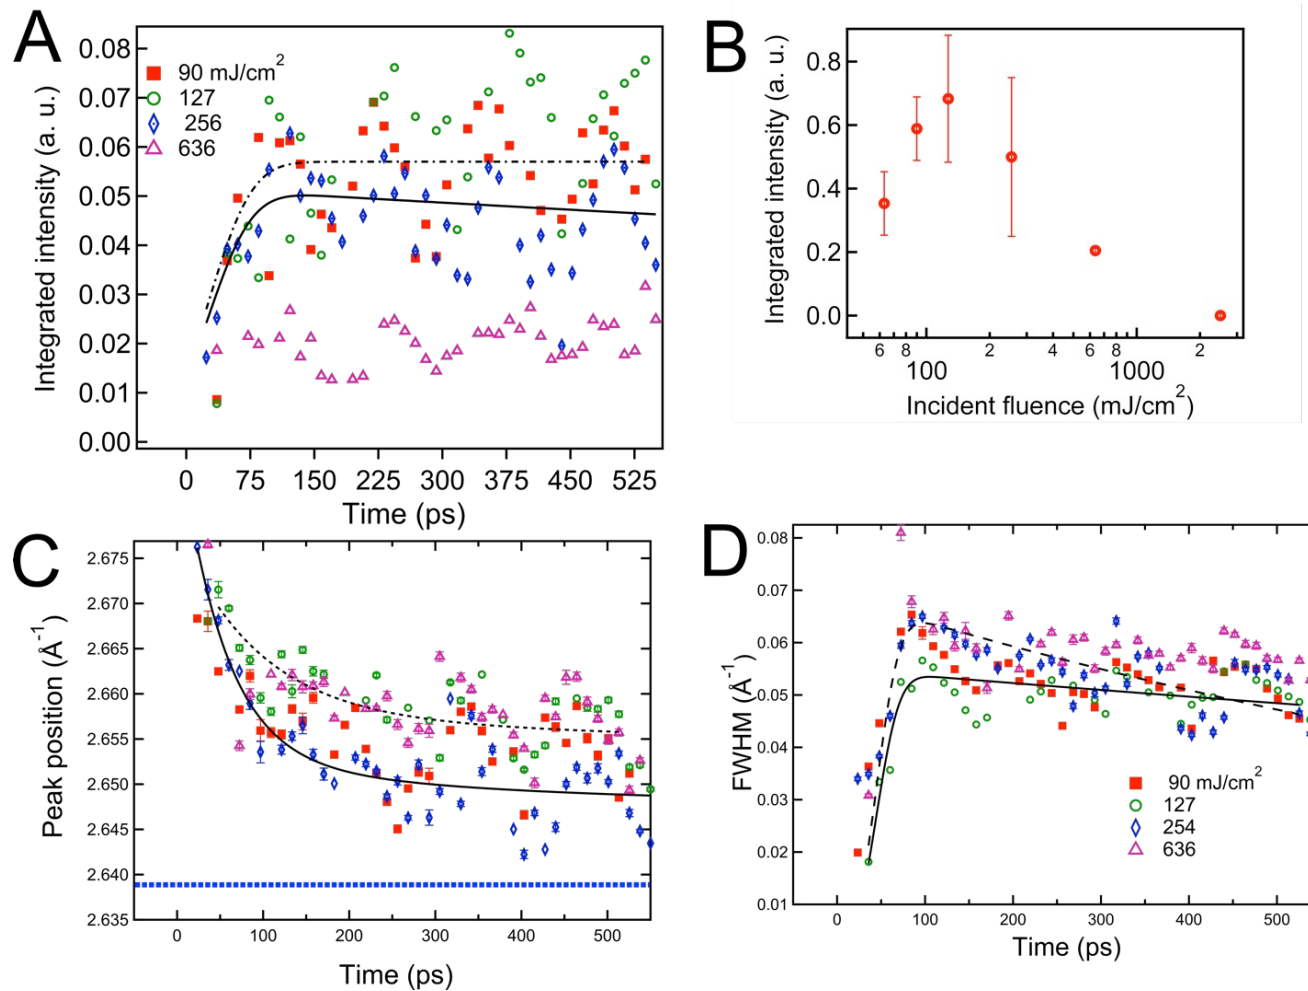 A
Integrated intensity (a. u.)
0.08
0.07
0.06
0.05
0.04
0.03
0.02
0.01
0.00
90 mJ/cm²
127
256
636
0 75 150 225 300 375 450 525
Time (ps)
B
Integrated intensity (a. u.)
0.8
0.6
0.4
0.2
0.0
6 8 2 4 6 8 2
100 1000
Incident fluence (mJ/cm²)
C
Peak position (Å⁻¹)
2.675
2.670
2.665
2.660
2.655
2.650
2.645
2.640
2.635
0 100 200 300 400 500
Time (ps)
D
FWHM (Å⁻¹)
0.08
0.07
0.06
0.05
0.04
0.03
0.02
0.01
90 mJ/cm²
127
254
636
0 100 200 300 400 500
Time (ps)